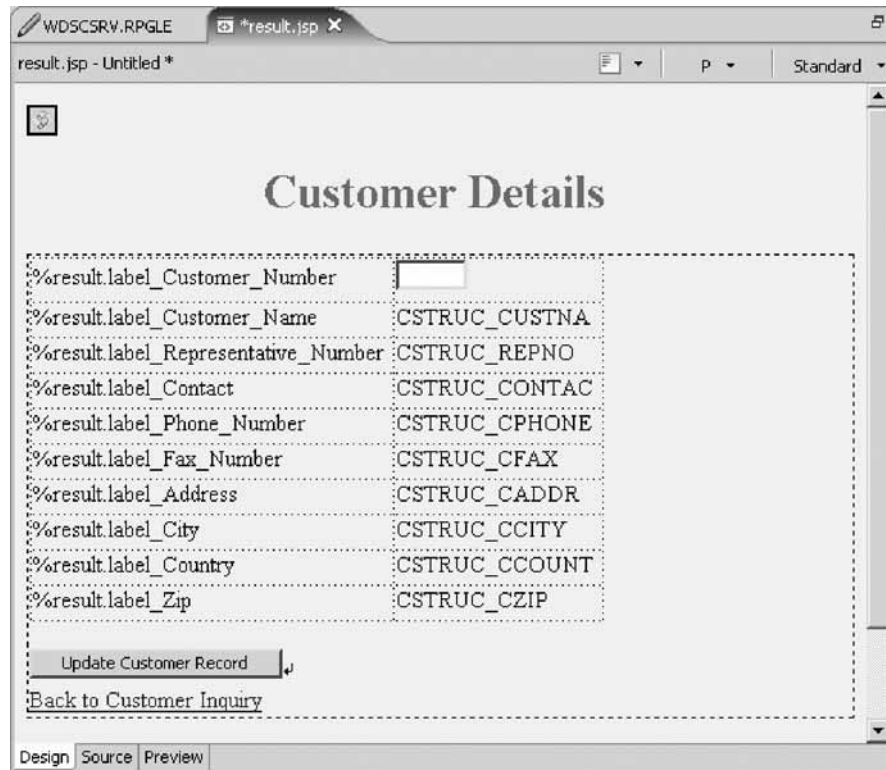 WDSCSRV.RPGLE *result.jsp
result.jsp - Untitled * P Standard
Customer Details
%result.label_Customer_Number
%result.label_Customer_Name CSTRUC_CUSTNA
%result.label_Representative_Number CSTRUC_REPNO
%result.label_Contact CSTRUC_CONTAC
%result.label_Phone_Number CSTRUC_CPHONE
%result.label_Fax_Number CSTRUC_CFAX
%result.label_Address CSTRUC_CADDR
%result.label_City CSTRUC_CCITY
%result.label_Country CSTRUC_CCOUNT
%result.label_Zip CSTRUC_CZIP
Update Customer Record
Back to Customer Inquiry
Design Source Preview